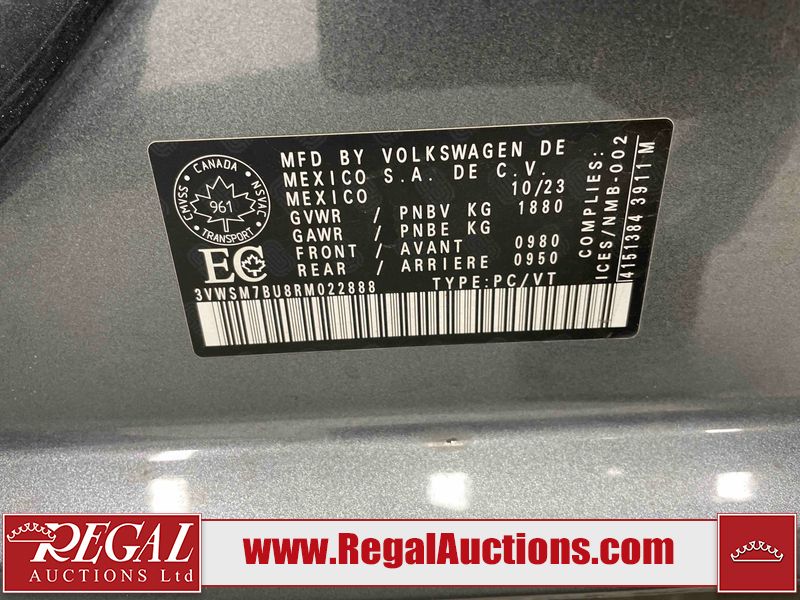 CANADA
CMVSS
NSVAC
961
TRANSPORT
EC
MFD BY VOLKSWAGEN DE
MEXICO S.A. DE C.V.
MEXICO 10/23
GVWR / PNBV KG 1880
GAWR / PNBE KG
FRONT / AVANT 0980
REAR / ARRIERE 0950
3VWSM7BU8RM022888 TYPE:PC/VT
COMPLIES:
ICES/NMB-002
4151384 3911M
REGAL
AUCTIONS Ltd
www.RegalAuctions.com